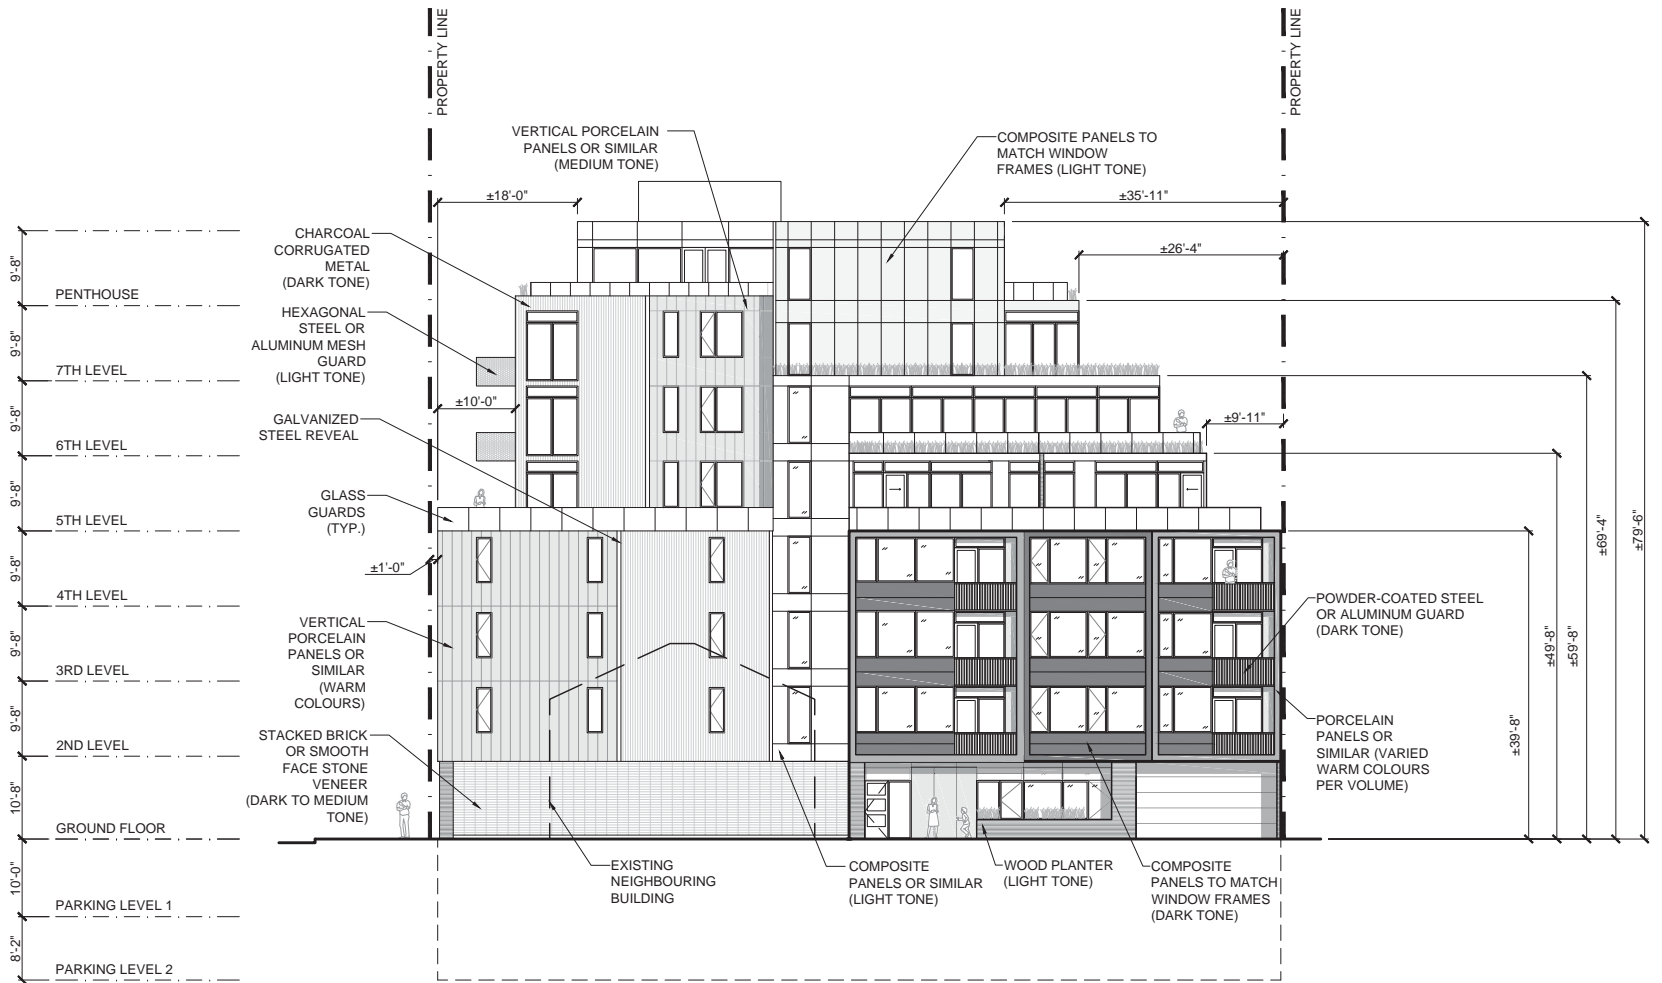 PROPERTY LINE
PROPERTY LINE
VERTICAL PORCELAIN
PANELS OR SIMILAR
(MEDIUM TONE)
COMPOSITE PANELS TO
MATCH WINDOW
FRAMES (LIGHT TONE)
±18'-0"
±35'-11"
±26'-4"
CHARCOAL
CORRUGATED
METAL
(DARK TONE)
HEXAGONAL
STEEL OR
ALUMINUM MESH
GUARD
(LIGHT TONE)
±10'-0"
±9'-11"
GALVANIZED
STEEL REVEAL
GLASS
GUARDS
(TYP.)
±1'-0"
VERTICAL
PORCELAIN
PANELS OR
SIMILAR
(WARM
COLOURS)
STACKED BRICK
OR SMOOTH
FACE STONE
VENEER
(DARK TO MEDIUM
TONE)
9'-8"
PENTHOUSE
9'-8"
7TH LEVEL
9'-8"
6TH LEVEL
9'-8"
5TH LEVEL
9'-8"
4TH LEVEL
9'-8"
3RD LEVEL
9'-8"
2ND LEVEL
10'-8"
GROUND FLOOR
10'-0"
PARKING LEVEL 1
8'-2"
PARKING LEVEL 2
POWDER-COATED STEEL
OR ALUMINUM GUARD
(DARK TONE)
PORCELAIN
PANELS OR
SIMILAR (VARIED
WARM COLOURS
PER VOLUME)
±39'-8"
±49'-8"
±59'-8"
±69'-4"
±79'-6"
EXISTING
NEIGHBOURING
BUILDING
COMPOSITE
PANELS OR SIMILAR
(LIGHT TONE)
WOOD PLANTER
(LIGHT TONE)
COMPOSITE
PANELS TO MATCH
WINDOW FRAMES
(DARK TONE)